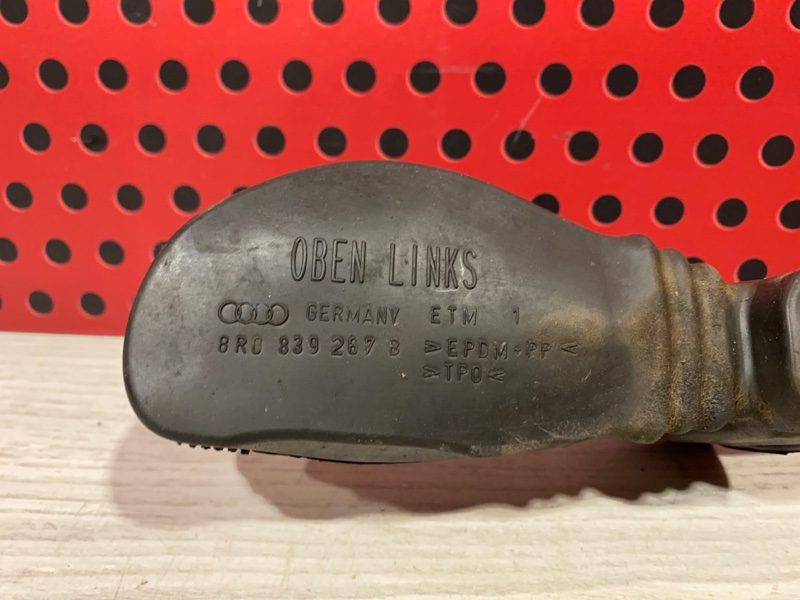 OBEN LINKS
GERMANY ETM 1
8R0 839 267 B >EPDM+PP<
>TPO<